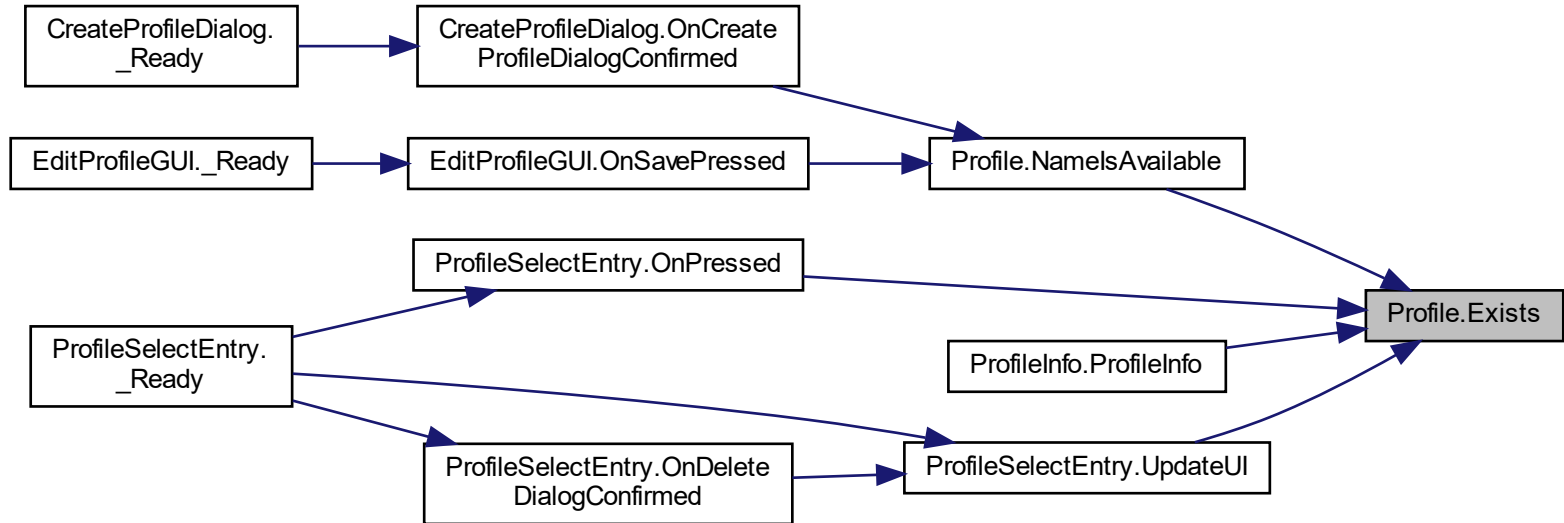 CreateProfileDialog.
_Ready
CreateProfileDialog.OnCreate
ProfileDialogConfirmed
EditProfileGUI._Ready
EditProfileGUI.OnSavePressed
Profile.NameIsAvailable
ProfileSelectEntry.OnPressed
Profile.Exists
ProfileSelectEntry.
_Ready
ProfileInfo.ProfileInfo
ProfileSelectEntry.OnDelete
DialogConfirmed
ProfileSelectEntry.UpdateUI